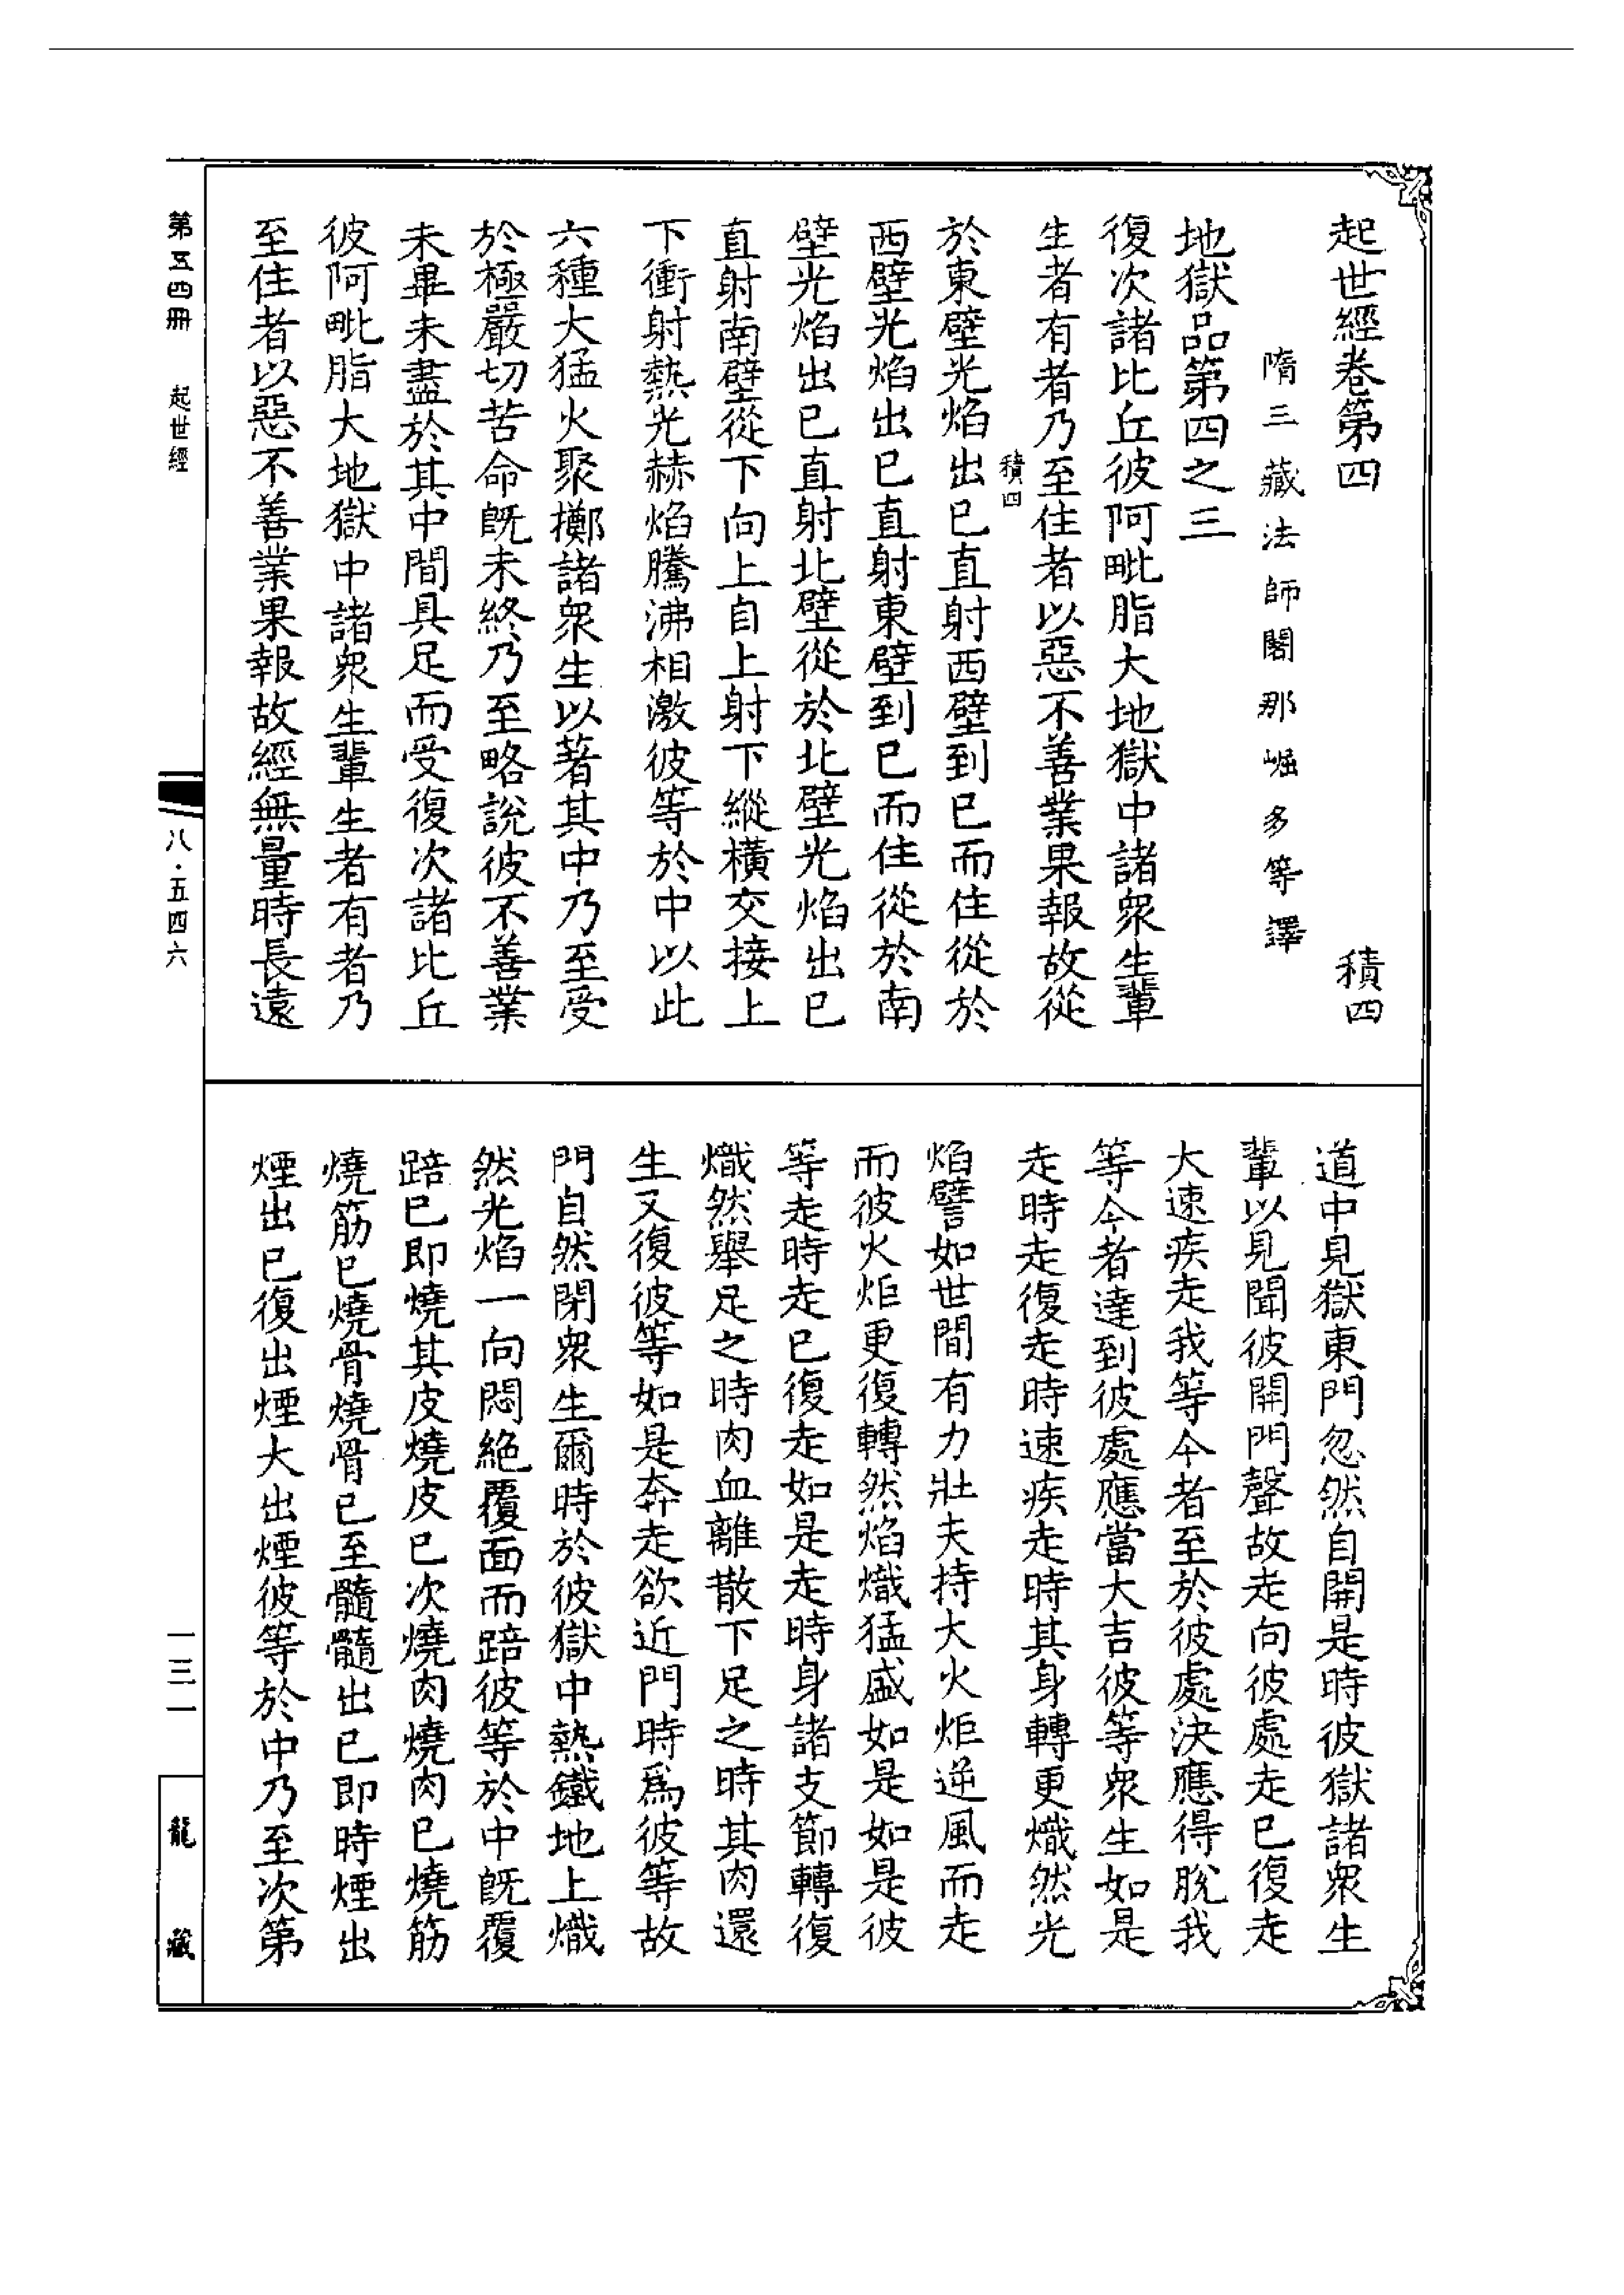 起世經卷第四　積四
隋三藏法師闍那崛多等譯
地獄品第四之三
復次諸比丘彼阿毗脂大地獄中諸衆生輩
生者有者乃至住者以惡不善業果報故從
積四
於東壁光焰出已直射西壁到已而住從於
西壁光焰出已直射東壁到已而住從於南
壁光焰出已直射北壁從於北壁光焰出已
直射南壁從下向上自上射下縱橫交接上
下衝射熱光赫焰騰沸相激彼等於中以此
六種大猛火聚擲諸衆生以著其中乃至受
於極嚴切苦命旣未終乃至略說彼不善業
未畢未盡於其中間具足而受復次諸比丘
彼阿毗脂大地獄中諸衆生輩生者有者乃
至住者以惡不善業果報故經無量時長遠
道中見獄東門忽然自開是時彼獄諸衆生
輩以見聞彼開門聲故走向彼處走已復走
大速疾走我等今者至於彼處決應得脫我
等今者達到彼處應當大吉彼等衆生如是
走時走復走時速疾走時其身轉更熾然光
焰譬如世間有力壯夫持大火炬逆風而走
而彼火炬更復轉然焰熾猛盛如是如是彼
等走時走已復走如是走時身諸支節轉復
熾然舉足之時肉血離散下足之時其肉還
生又復彼等如是奔走欲近門時爲彼等故
門自然閉衆生爾時於彼獄中熱鐵地上熾
然光焰一向悶絕覆面而踣彼等於中旣覆
踣已即燒其皮燒皮已次燒肉燒肉已燒筋
燒筋已燒骨燒骨已至髓髓出已即時煙出
煙出已復出煙大出煙彼等於中乃至次第
第五四冊　起世經
八·五四六
一三一
龍藏